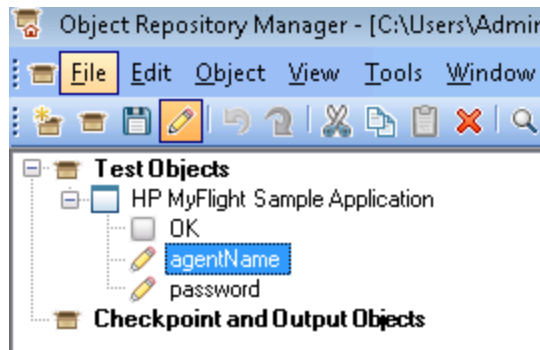 Object Repository Manager - [C:\Users\Admin
File Edit Object View Tools Window
Test Objects
HP MyFlight Sample Application
OK
agentName
password
Checkpoint and Output Objects